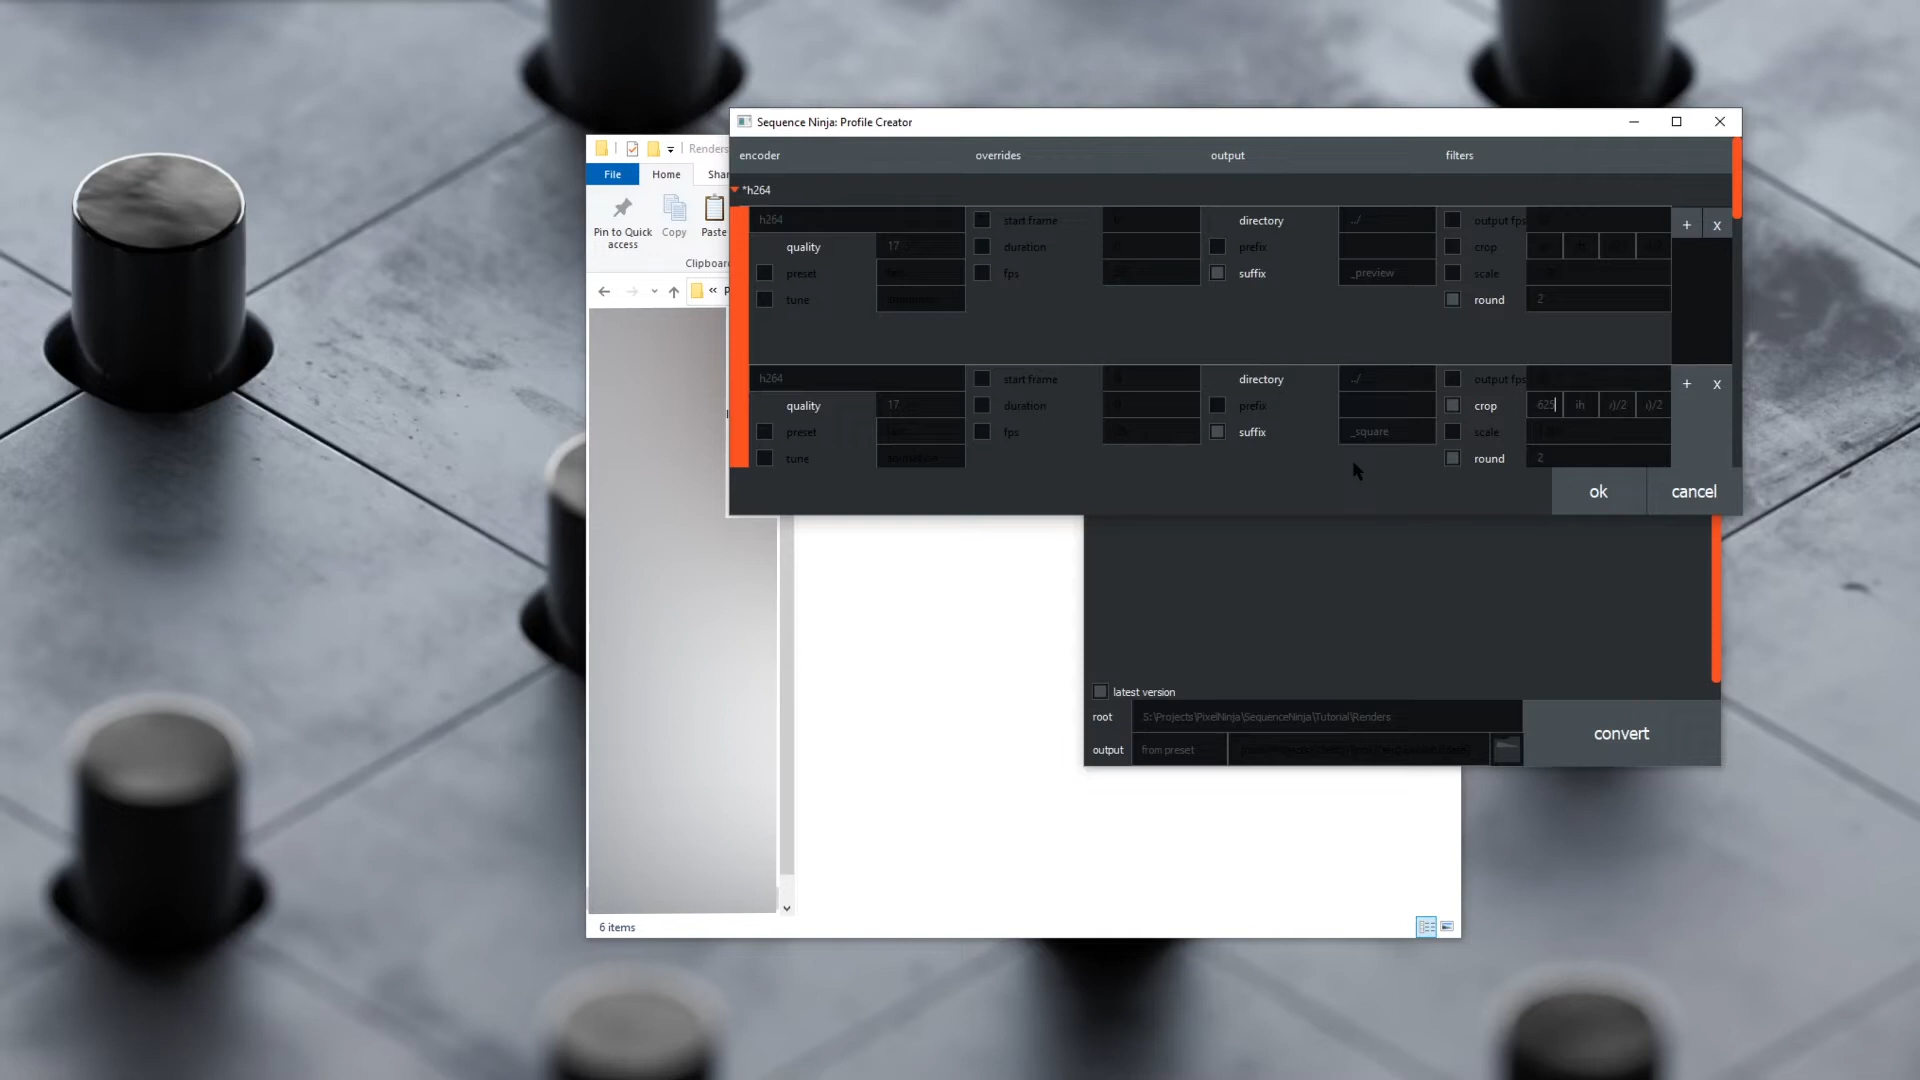 Sequence Ninja: Profile Creator
encoder overrides output filters
*h264
h264 start frame 0 directory ../ output fps
quality 17 duration 0 prefix crop
preset fast fps suffix _preview scale
tune round 2
+ x
h264 start frame directory ../ output fps
quality 17 duration prefix crop 625 ih )/2 )/2
preset fps suffix _square scale
tune round 2
+ x
ok cancel
Renders
File Home Shar
Pin to Quick access
Copy
Paste
Clipboard
« P
6 items
latest version
root S:\Projects\PixelNinja\SequenceNinja\Tutorial\Renders
output from preset
convert